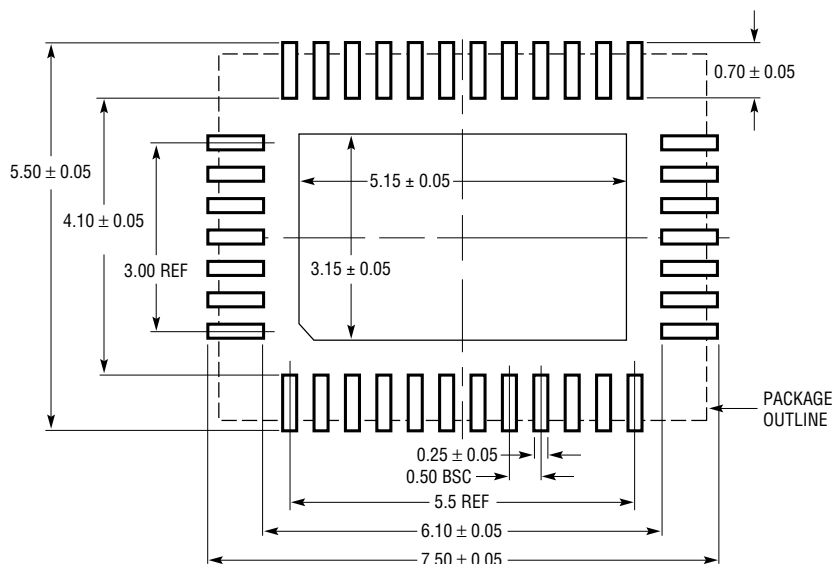 0.70 ± 0.05
5.50 ± 0.05
5.15 ± 0.05
4.10 ± 0.05
3.00 REF
3.15 ± 0.05
PACKAGE
OUTLINE
0.25 ± 0.05
0.50 BSC
5.5 REF
6.10 ± 0.05
7.50 ± 0.05